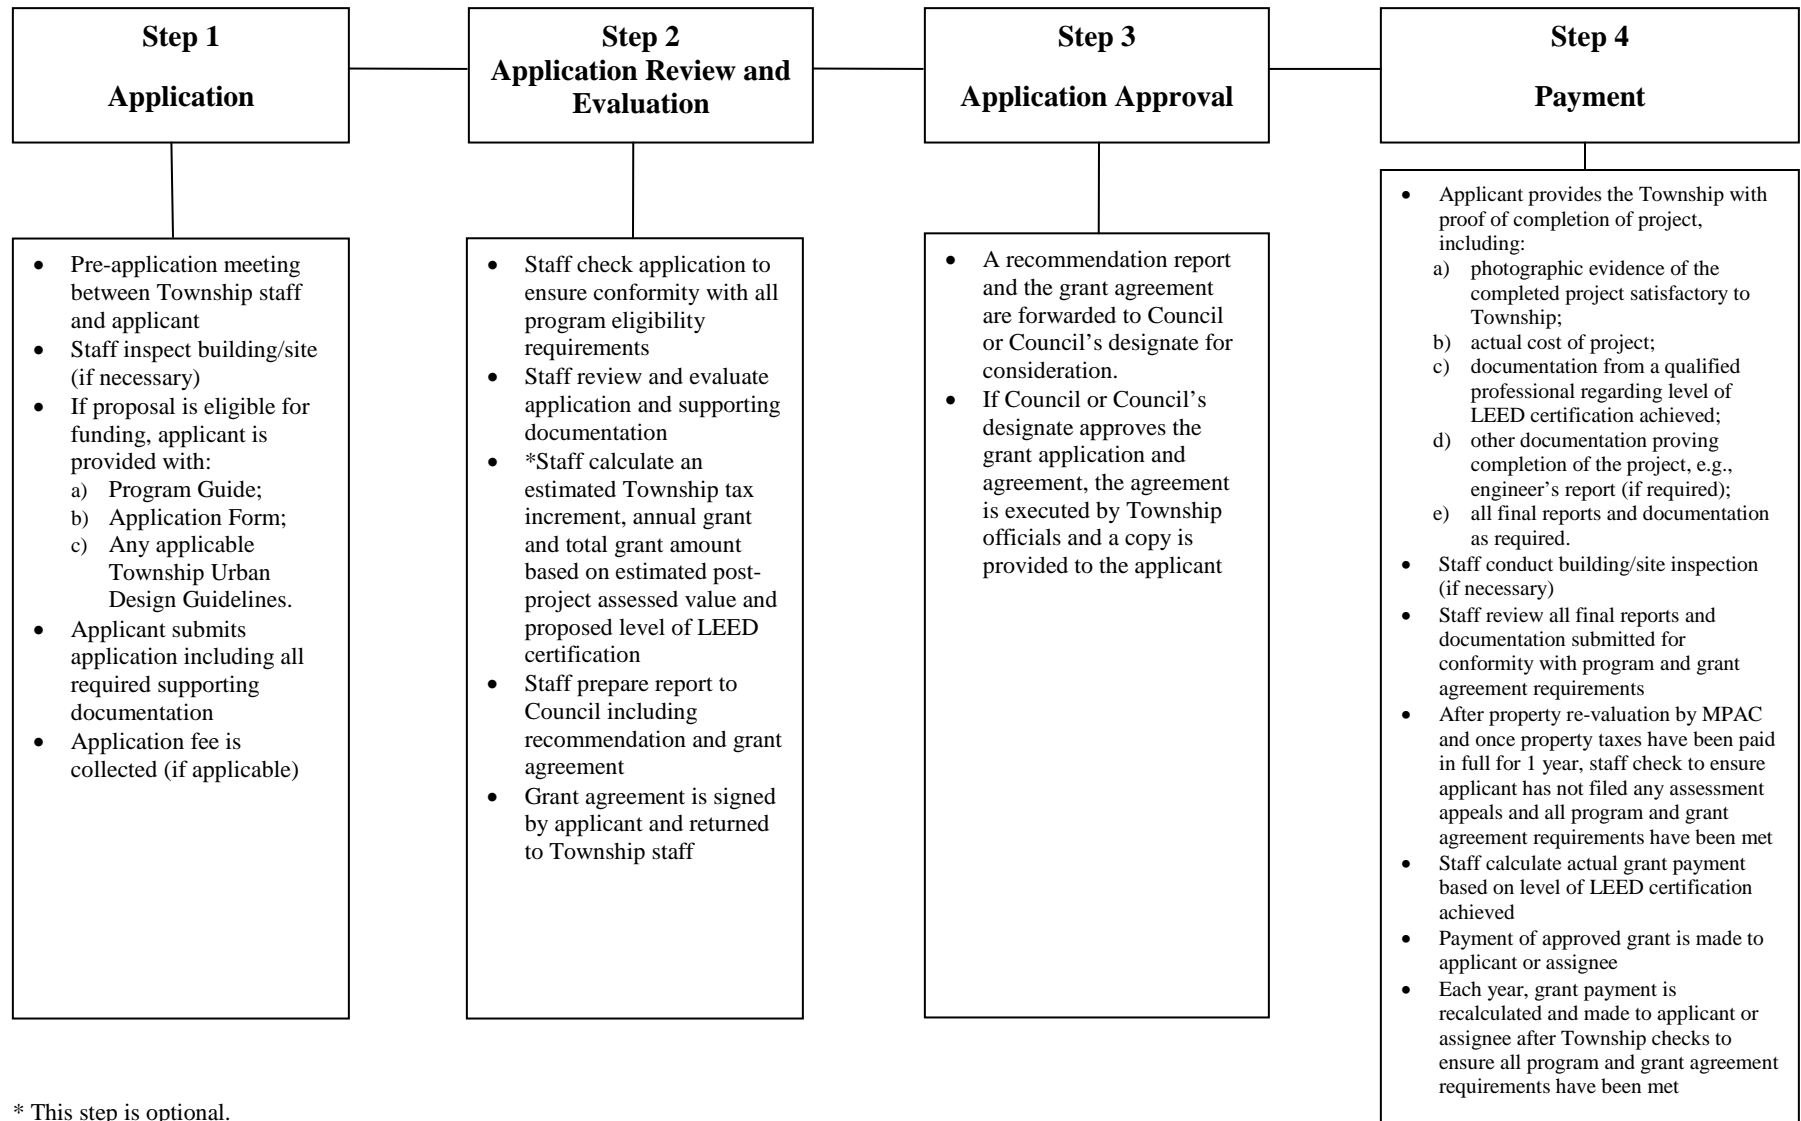 Step 1
Application
Step 2
Application Review and
Evaluation
Step 3
Application Approval
Step 4
Payment
• Pre-application meeting
between Township staff
and applicant
• Staff inspect building/site
(if necessary)
• If proposal is eligible for
funding, applicant is
provided with:
a) Program Guide;
b) Application Form;
c) Any applicable
Township Urban
Design Guidelines.
• Applicant submits
application including all
required supporting
documentation
• Application fee is
collected (if applicable)
• Staff check application to
ensure conformity with all
program eligibility
requirements
• Staff review and evaluate
application and supporting
documentation
• *Staff calculate an
estimated Township tax
increment, annual grant
and total grant amount
based on estimated post-
project assessed value and
proposed level of LEED
certification
• Staff prepare report to
Council including
recommendation and grant
agreement
• Grant agreement is signed
by applicant and returned
to Township staff
• A recommendation report
and the grant agreement
are forwarded to Council
or Council’s designate for
consideration.
• If Council or Council’s
designate approves the
grant application and
agreement, the agreement
is executed by Township
officials and a copy is
provided to the applicant
• Applicant provides the Township with
proof of completion of project,
including:
a) photographic evidence of the
completed project satisfactory to
Township;
b) actual cost of project;
c) documentation from a qualified
professional regarding level of
LEED certification achieved;
d) other documentation proving
completion of the project, e.g.,
engineer’s report (if required);
e) all final reports and documentation
as required.
• Staff conduct building/site inspection
(if necessary)
• Staff review all final reports and
documentation submitted for
conformity with program and grant
agreement requirements
• After property re-valuation by MPAC
and once property taxes have been paid
in full for 1 year, staff check to ensure
applicant has not filed any assessment
appeals and all program and grant
agreement requirements have been met
• Staff calculate actual grant payment
based on level of LEED certification
achieved
• Payment of approved grant is made to
applicant or assignee
• Each year, grant payment is
recalculated and made to applicant or
assignee after Township checks to
ensure all program and grant agreement
requirements have been met
* This step is optional.